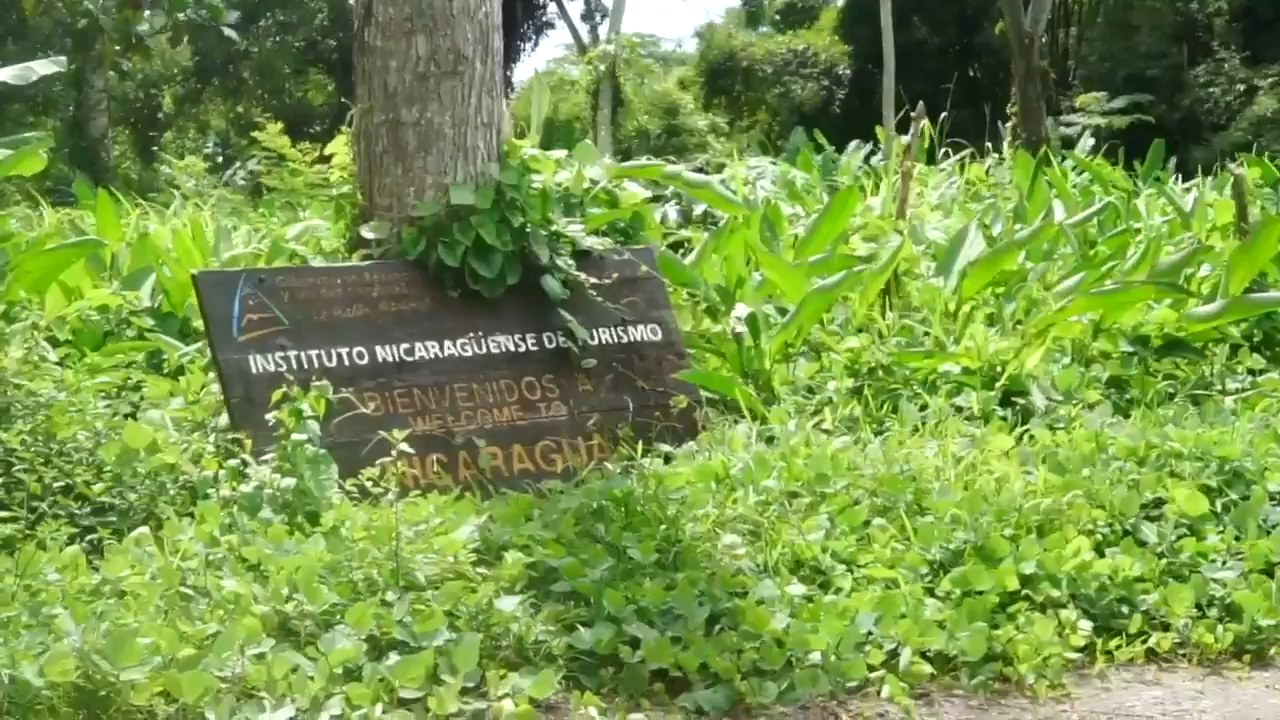 INSTITUTO NICARAGÜENSE DE TURISMO
BIENVENIDOS A
WELCOME TO
NICARAGUA